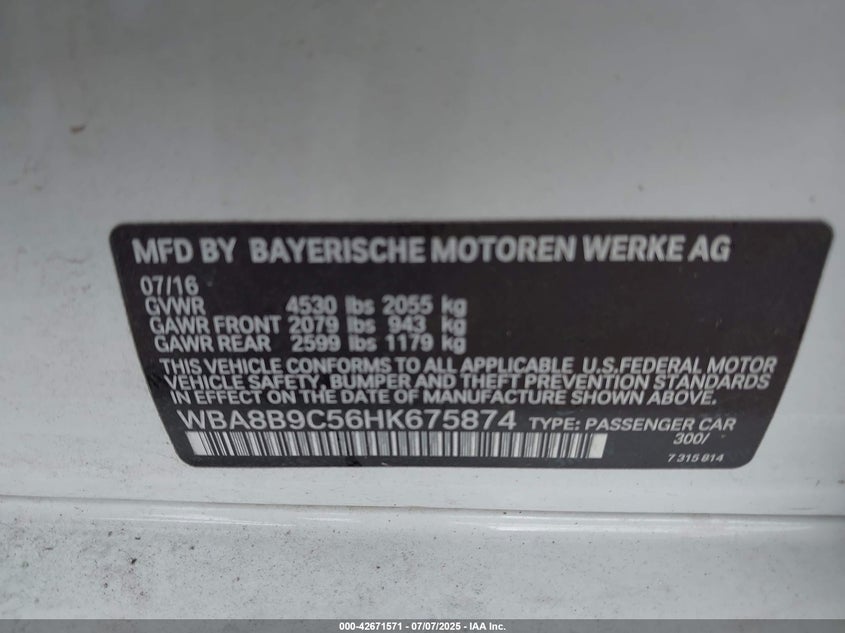 MFD BY BAYERISCHE MOTOREN WERKE AG
07/16
GVWR 4530 lbs 2055 kg
GAWR FRONT 2079 lbs 943 kg
GAWR REAR 2599 lbs 1179 kg
THIS VEHICLE CONFORMS TO ALL APPLICABLE U.S.FEDERAL MOTOR
VEHICLE SAFETY, BUMPER AND THEFT PREVENTION STANDARDS
IN EFFECT ON THE DATE OF MANUFACTURE SHOWN ABOVE.
WBA8B9C56HK675874 TYPE: PASSENGER CAR
300/
7 315 814
000-42671571 / 07/07/2025 - IAA Inc.